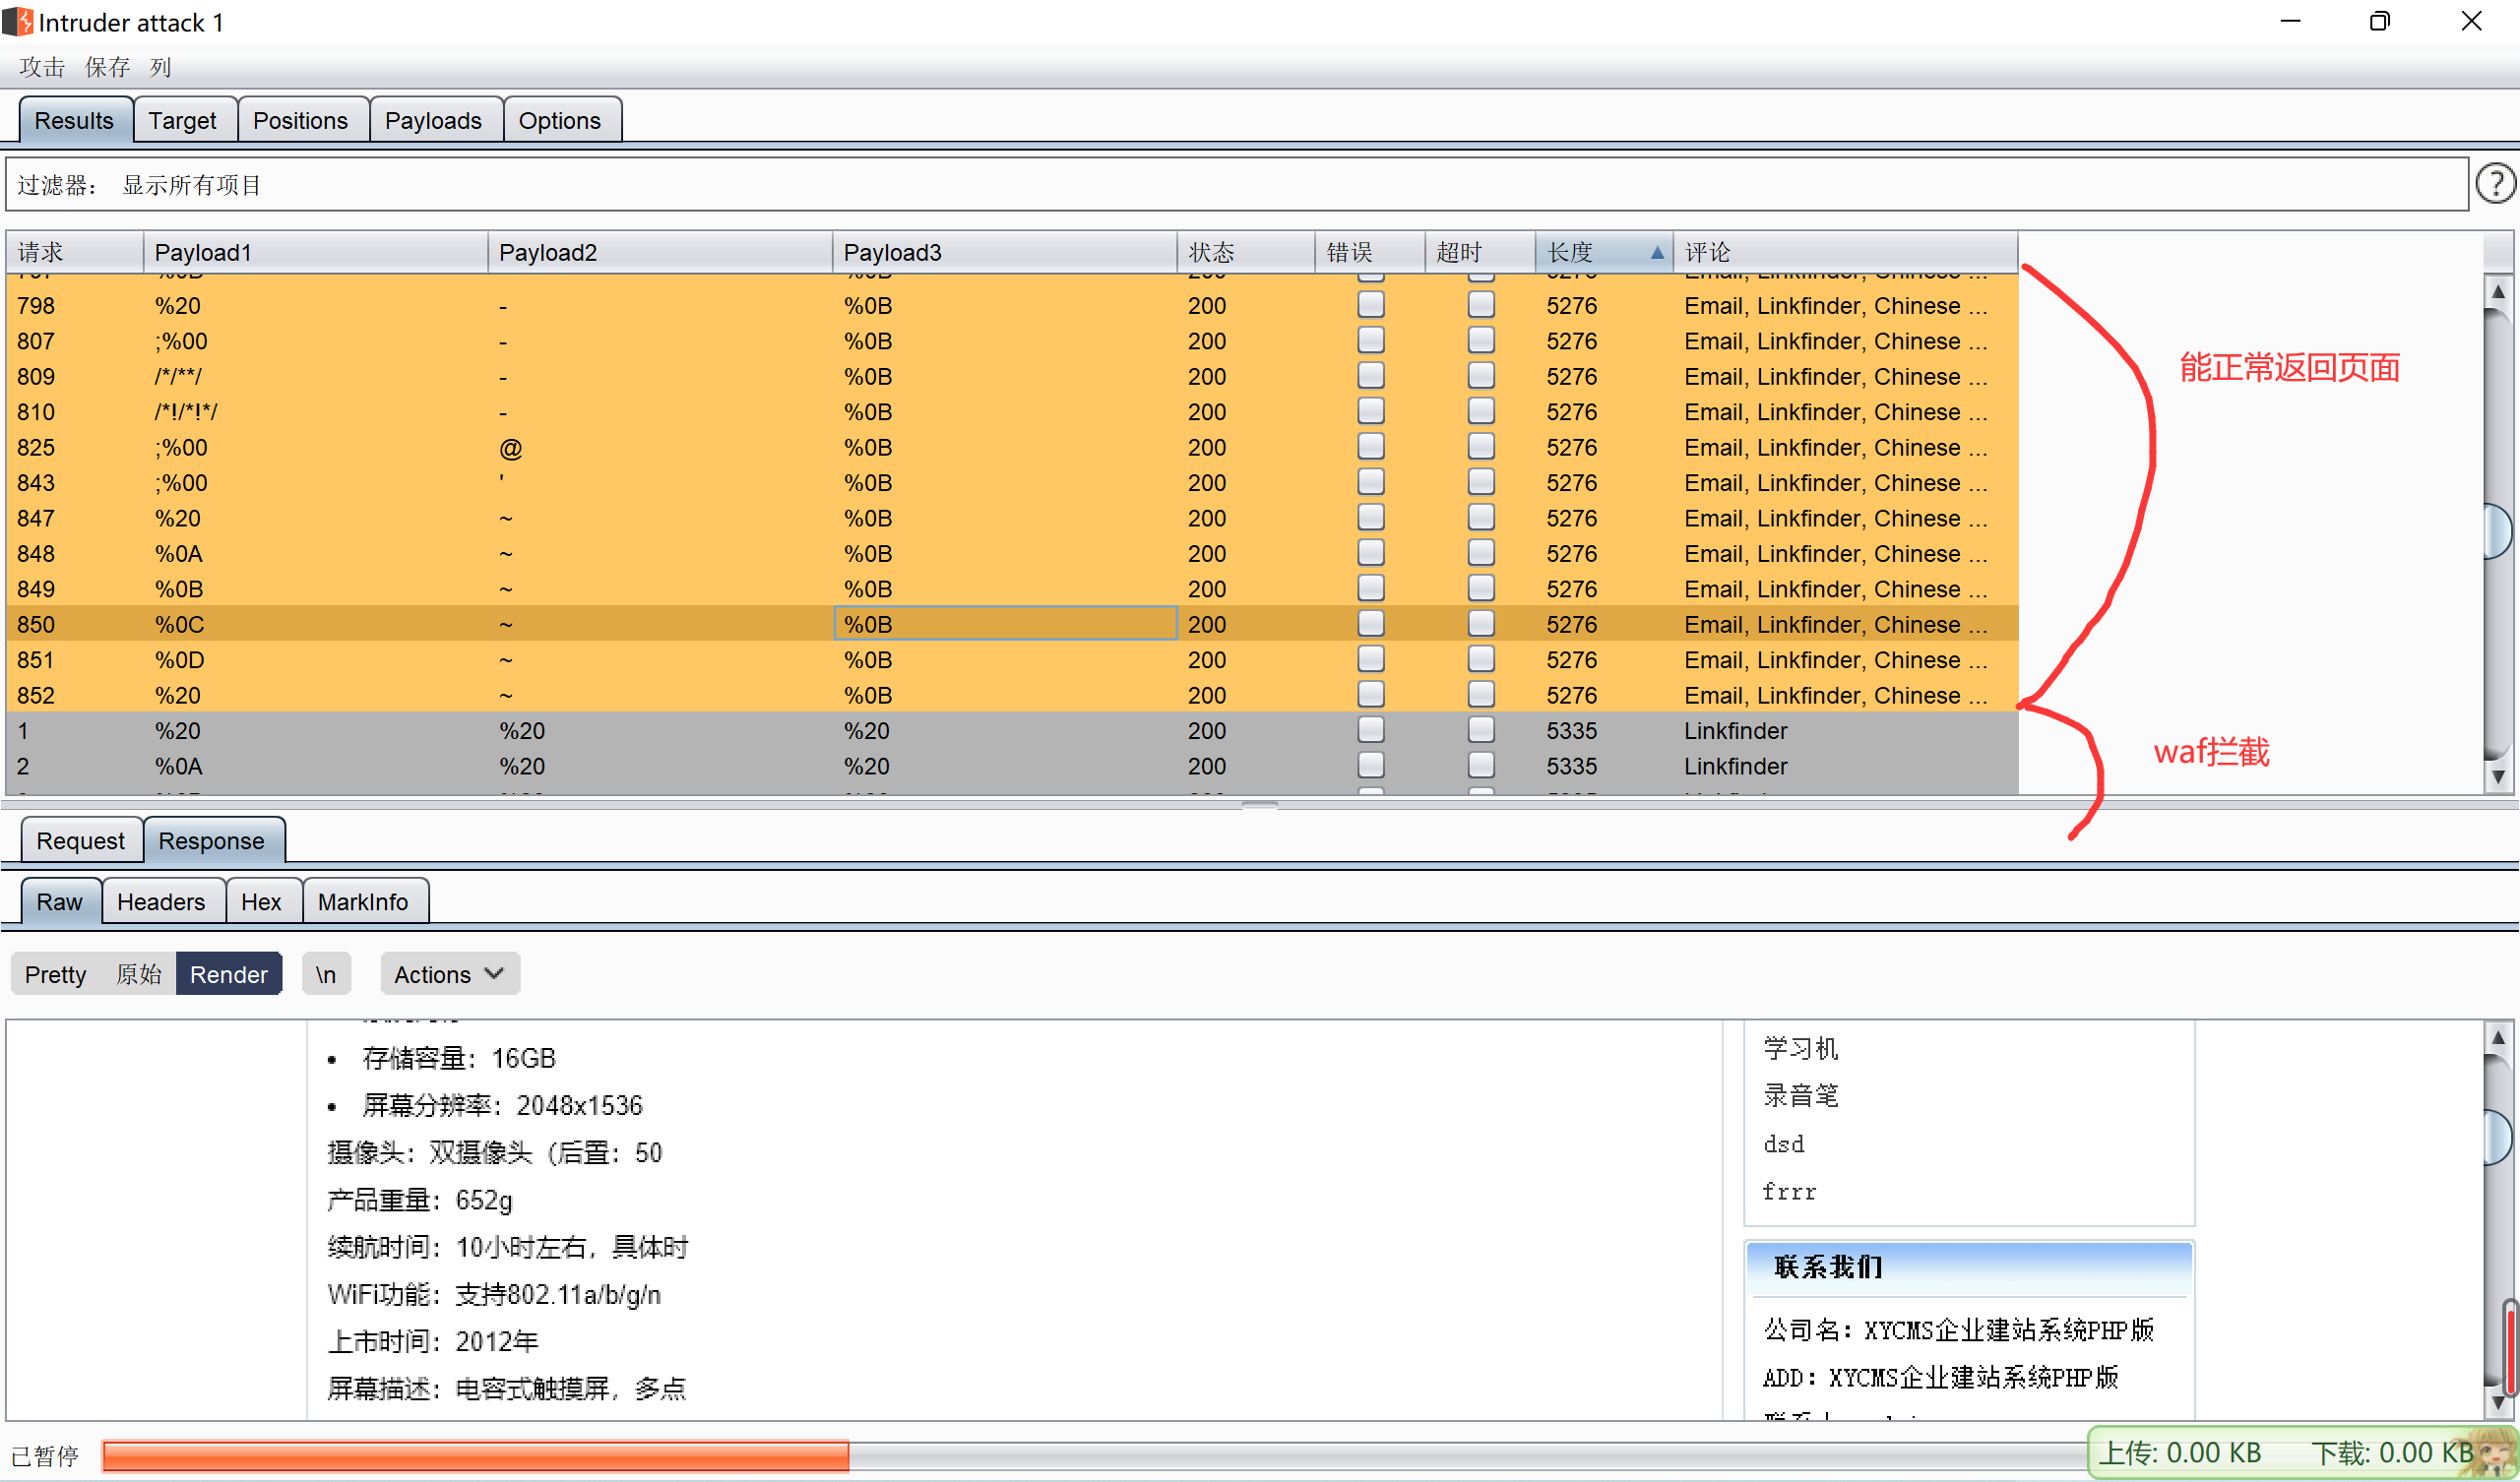 Intruder attack 1
攻击 保存 列
Results Target Positions Payloads Options
过滤器： 显示所有项目 ?
请求 Payload1 Payload2 Payload3 状态 错误 超时 长度 评论
798 %20 - %0B 200 5276 Email, Linkfinder, Chinese ...
807 ;%00 - %0B 200 5276 Email, Linkfinder, Chinese ...
能正常返回页面
809 /*/**/ - %0B 200 5276 Email, Linkfinder, Chinese ...
810 /*!/*!*/ - %0B 200 5276 Email, Linkfinder, Chinese ...
825 ;%00 @ %0B 200 5276 Email, Linkfinder, Chinese ...
843 ;%00 ' %0B 200 5276 Email, Linkfinder, Chinese ...
847 %20 ~ %0B 200 5276 Email, Linkfinder, Chinese ...
848 %0A ~ %0B 200 5276 Email, Linkfinder, Chinese ...
849 %0B ~ %0B 200 5276 Email, Linkfinder, Chinese ...
850 %0C ~ %0B 200 5276 Email, Linkfinder, Chinese ...
851 %0D ~ %0B 200 5276 Email, Linkfinder, Chinese ...
852 %20 ~ %0B 200 5276 Email, Linkfinder, Chinese ...
1 %20 %20 %20 200 5335 Linkfinder
waf拦截
2 %0A %20 %20 200 5335 Linkfinder
Request Response
Raw Headers Hex MarkInfo
Pretty 原始 Render \n Actions
• 存储容量：16GB
• 屏幕分辨率：2048x1536
摄像头：双摄像头（后置：50
产品重量：652g
续航时间：10小时左右，具体时
WiFi功能：支持802.11a/b/g/n
上市时间：2012年
屏幕描述：电容式触摸屏，多点
学习机
录音笔
dsd
frrr
联系我们
公司名：XYCMS企业建站系统PHP版
ADD：XYCMS企业建站系统PHP版
已暂停
上传: 0.00 KB 下载: 0.00 KB